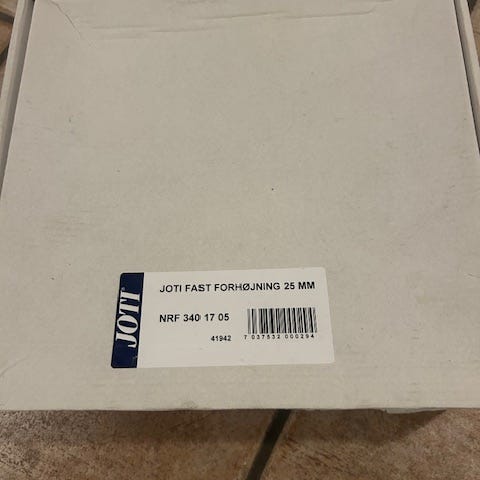 JOTI
JOTI FAST FORHØJNING 25 MM
NRF 340 17 05
41942
7 037532 000294